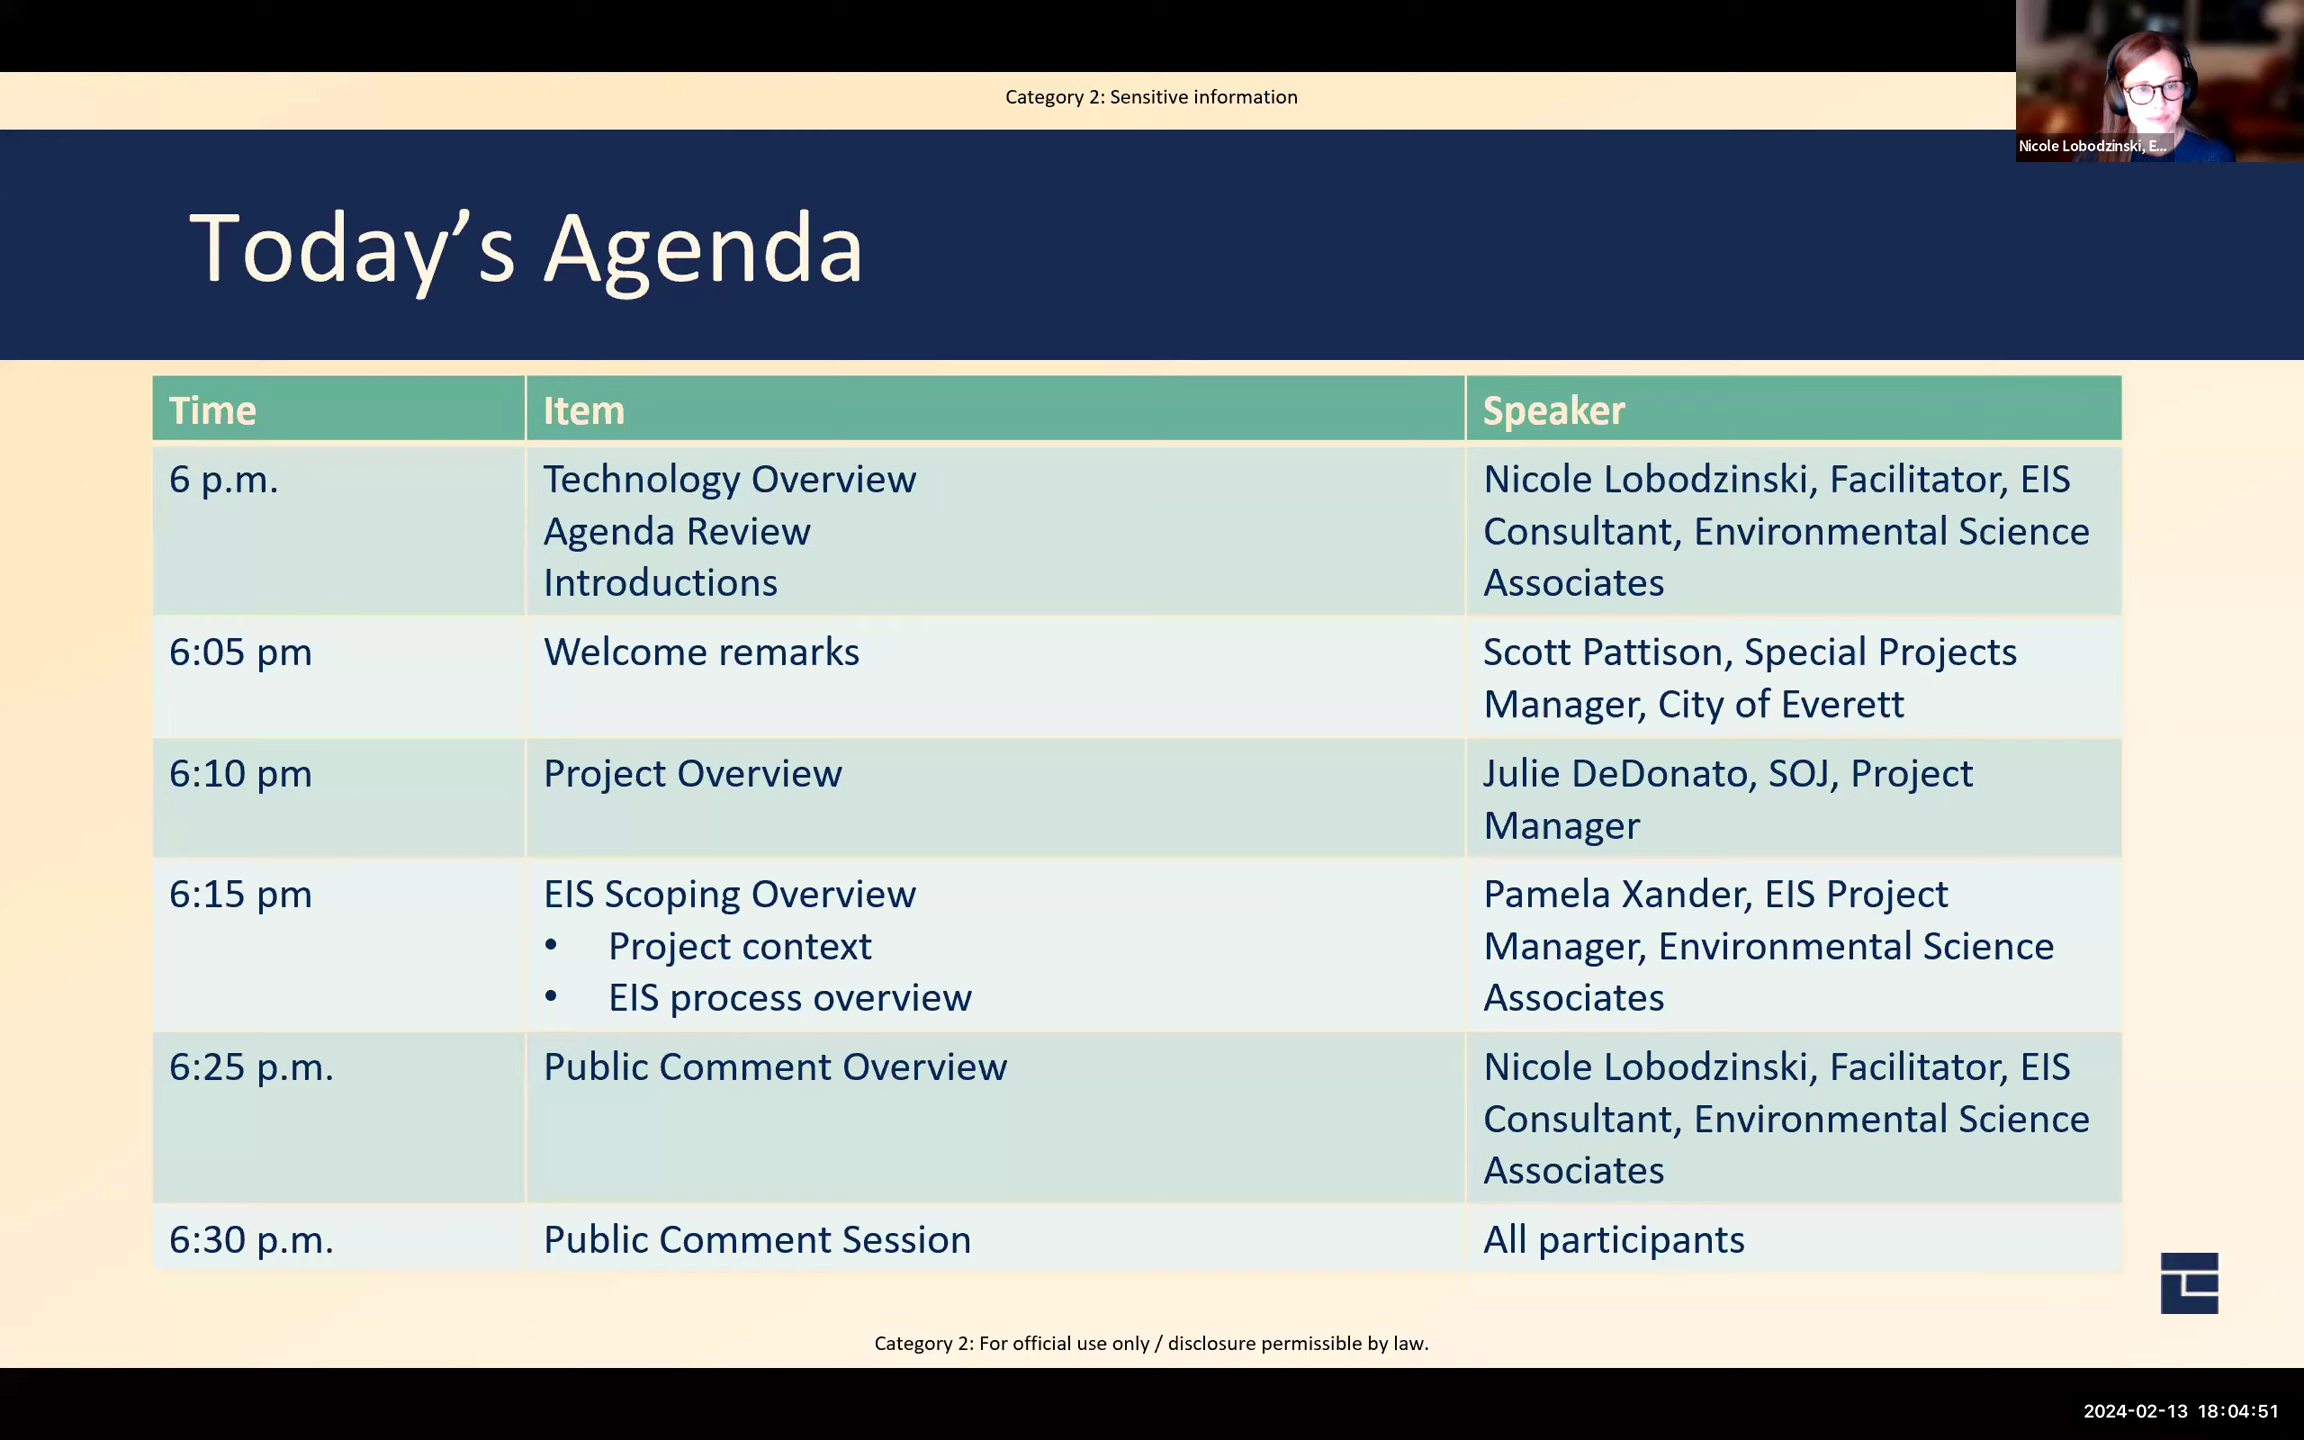 Category 2: Sensitive information
Nicole Lobodzinski, E...
Today’s Agenda
Time
Item
Speaker
6 p.m.
Technology Overview
Agenda Review
Introductions
Nicole Lobodzinski, Facilitator, EIS
Consultant, Environmental Science
Associates
6:05 pm
Welcome remarks
Scott Pattison, Special Projects
Manager, City of Everett
6:10 pm
Project Overview
Julie DeDonato, SOJ, Project
Manager
6:15 pm
EIS Scoping Overview
• Project context
• EIS process overview
Pamela Xander, EIS Project
Manager, Environmental Science
Associates
6:25 p.m.
Public Comment Overview
Nicole Lobodzinski, Facilitator, EIS
Consultant, Environmental Science
Associates
6:30 p.m.
Public Comment Session
All participants
Category 2: For official use only / disclosure permissible by law.
2024-02-13 18:04:51